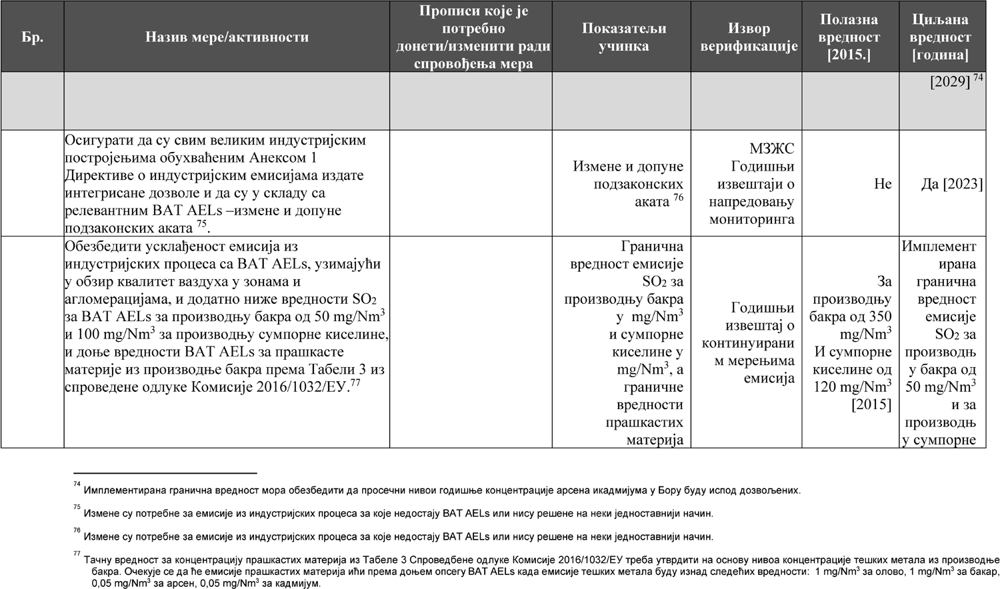 Бр.
Назив мере/активности
Прописи које је
потребно
донети/изменити ради
спровођења мера
Показатељи
учинка
Извор
верификације
Полазна
вредност
[2015.]
Циљана
вредност
[година]
[2029] 74
Осигурати да су свим великим индустријским
постројењима обухваћеним Анексом 1
Директиве о индустријским емисијама издате
интегрисане дозволе и да су у складу са
релевантним BAT AELs –измене и допуне
подзаконских аката 75.
Измене и допуне
подзаконских
аката 76
МЗЖС
Годишњи
извештаји о
напредовању
мониторинга
Не
Да [2023]
Обезбедити усклађеност емисија из
индустријских процеса са BAT AELs, узимајући
у обзир квалитет ваздуха у зонама и
агломерацијама, и додатно ниже вредности SO2
за BAT AELs за производњу бакра од 50 mg/Nm3
и 100 mg/Nm3 за производњу сумпорне киселине,
и доње вредности BAT AELs за прашкасте
материје из производње бакра према Табели 3 из
спроведене одлуке Комисије 2016/1032/ЕУ.77
Гранична
вредност емисије
SO2 за
производњу бакра
у mg/Nm3
и сумпорне
киселине у
mg/Nm3, а
граничне
вредности
прашкастих
материја
Годишњи
извештај о
континуирани
м мерењима
емисија
За
производњу
бакра од 350
mg/Nm3
И сумпорне
киселине од
120 mg/Nm3
[2015]
Имплемент
ирана
гранична
вредност
емисије
SO2 за
производњ
у бакра од
50 mg/Nm3
и за
производњ
у сумпорне
74 Имплементирана гранична вредност мора обезбедити да просечни нивои годишње концентрације арсена икадмијума у Бору буду испод дозвољених.
75 Измене су потребне за емисије из индустријских процеса за које недостају BAT AELs или нису решене на неки једноставнији начин.
76 Измене су потребне за емисије из индустријских процеса за које недостају BAT AELs или нису решене на неки једноставнији начин.
77 Тачну вредност за концентрацију прашкастих материја из Табеле 3 Спроведбене одлуке Комисије 2016/1032/ЕУ треба утврдити на основу нивоа концентрације тешких метала из производње
бакра. Очекује се да ће емисије прашкастих материја ићи према доњем опсегу BAT AELs када емисије тешких метала буду изнад следећих вредности: 1 mg/Nm3 за олово, 1 mg/Nm3 за бакар,
0,05 mg/Nm3 за арсен, 0,05 mg/Nm3 за кадмијум.